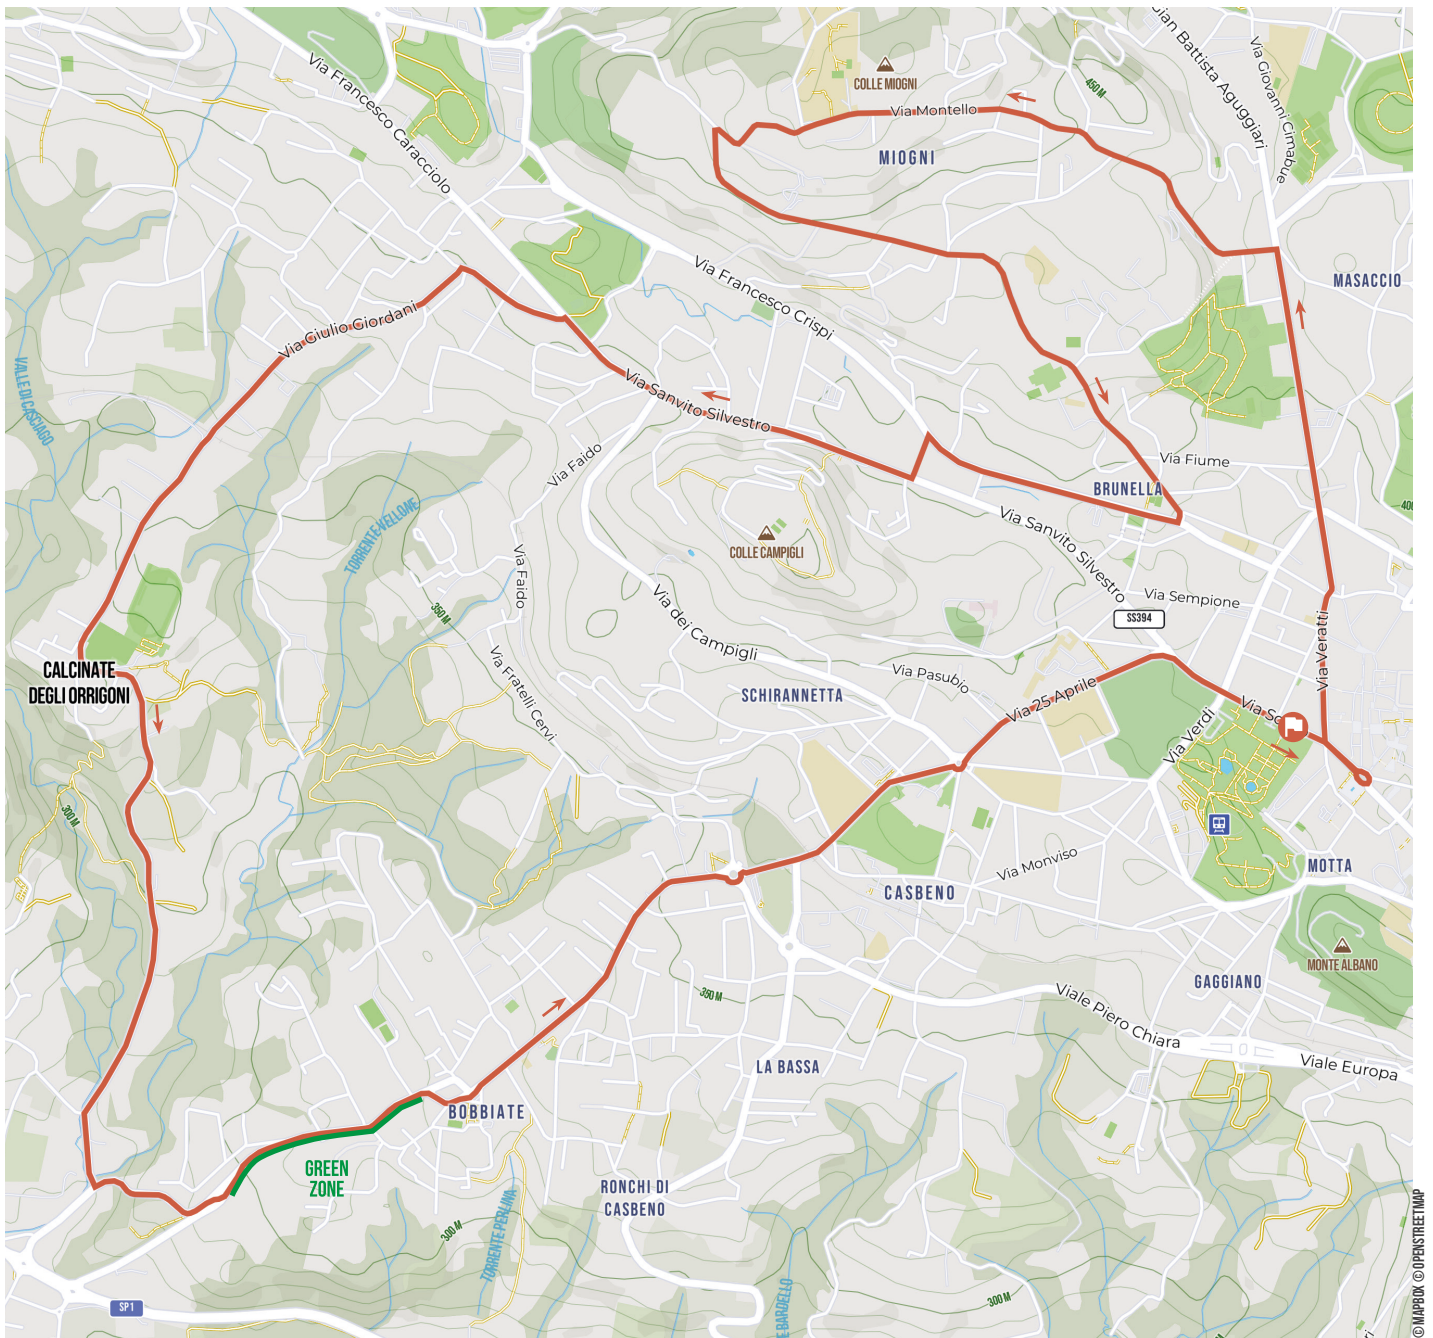 Via Francesco Caracciolo
COLLE MIOGNI
450 M
Gian Battista Aguggiari
Via Giovanni Cimabue
Via Montello
MIOGNI
MASACCIO
Via Francesco Crispi
Via Giulio Giordani
VALLE DI CASCIAGO
Via Sanvito Silvestro
Via Faido
Via Fiume
BRUNELLA
400
TORRENTE VELLONE
COLLE CAMPIGLI
Via Sanvito Silvestro
Via Faido
350 M
Via dei Campigli
Via Sempione
SS394
Via Veratti
CALCINATE
DEGLI ORRIGONI
Via Fratelli Cervi
SCHIRANNETTA
Via Pasubio
Via 25 Aprile
Via Verdi
300 M
Via Monviso
MOTTA
CASBENO
MONTE ALBANO
GAGGIANO
350 M
Viale Piero Chiara
Viale Europa
LA BASSA
BOBBIATE
GREEN
ZONE
RONCHI DI
CASBENO
300 M
TORRENTE PERLINA
300 M
SP1
E BARDELLO
© MAPBOX © OPENSTREETMAP